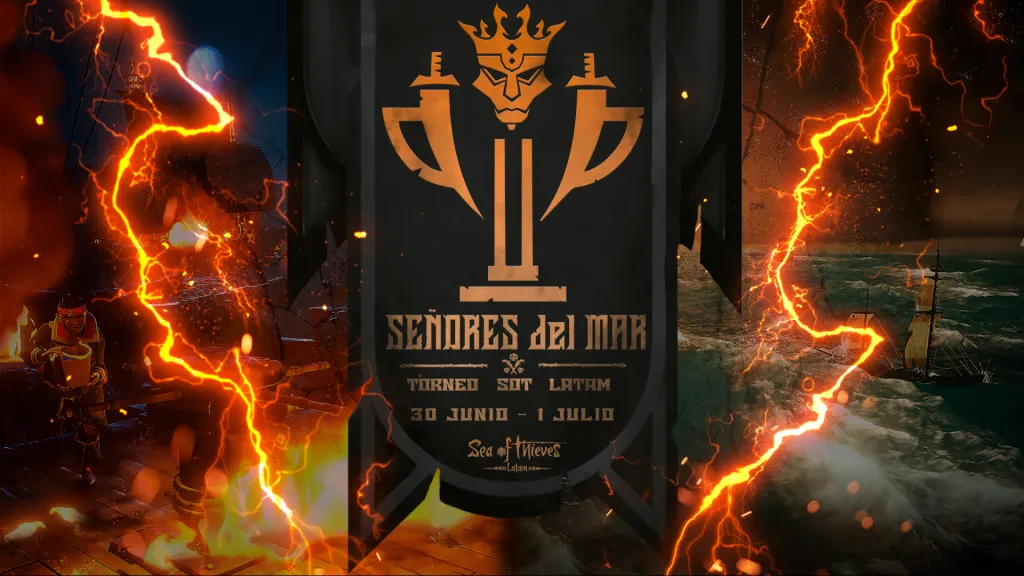 SEÑORES del MAR
TORNEO SOT LATAM
30 JUNIO - 1 JULIO
Sea of Thieves
Latam